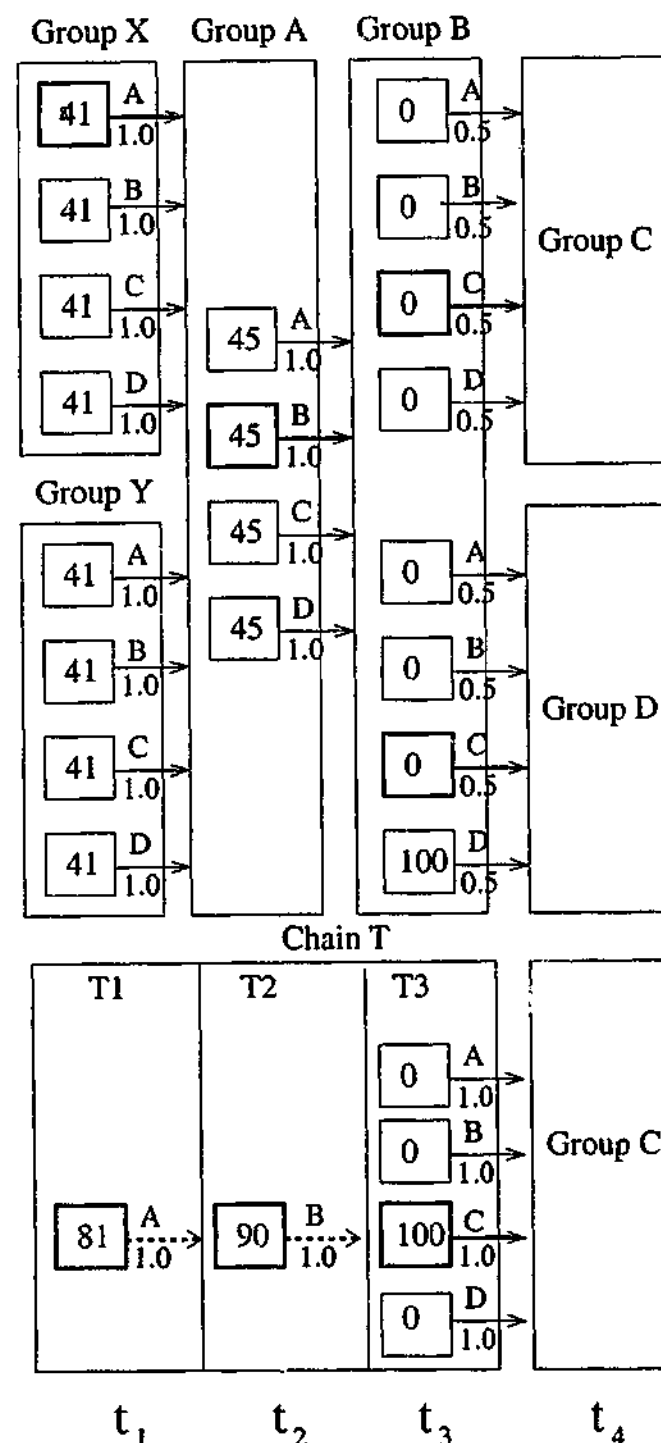 Group X Group A Group B
41 A 1.0
41 B 1.0
41 C 1.0
41 D 1.0
Group Y
41 A 1.0
41 B 1.0
41 C 1.0
41 D 1.0
45 A 1.0
45 B 1.0
45 C 1.0
45 D 1.0
0 A 0.5
0 B 0.5
0 C 0.5
0 D 0.5
0 A 0.5
0 B 0.5
0 C 0.5
100 D 0.5
Group C
Group D
Chain T
T1 T2 T3
81 A 1.0
90 B 1.0
0 A 1.0
0 B 1.0
100 C 1.0
0 D 1.0
Group C
t1 t2 t3 t4